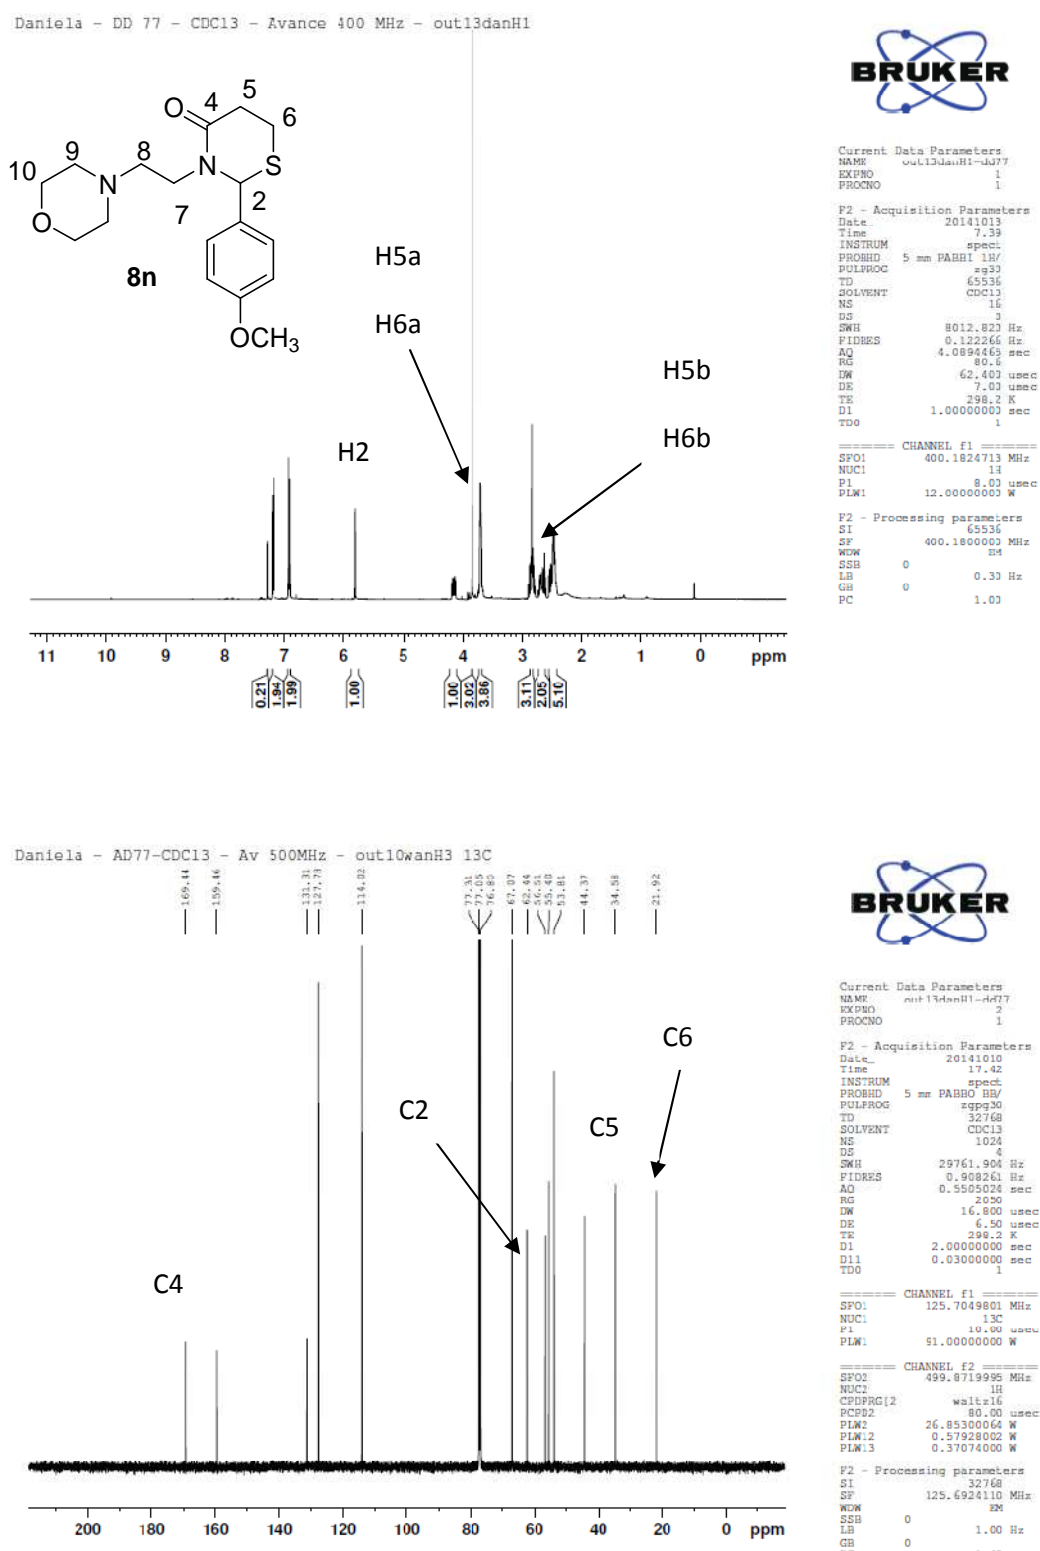 Daniela - DD 77 - CDCl3 - Avance 400 MHz - out13danH1
BRUKER
O
4
5
6
9
8
10
N
N
S
O
7
2
8n
OCH3
H5a
H6a
H2
H5b
H6b
11 10 9 8 7 6 5 4 3 2 1 0 ppm
0.21
1.94
1.99
1.00
1.00
3.02
3.86
3.11
2.05
5.10
Current Data Parameters
NAME out13danH1-dd77
EXPNO 1
PROCNO 1
F2 - Acquisition Parameters
Date_ 20141013
Time 7.39
INSTRUM spect
PROBHD 5 mm PABBI 1H/
PULPROG zg30
TD 65536
SOLVENT CDCl3
NS 16
DS
SWH 8012.820 Hz
FIDRES 0.122266 Hz
AQ 4.0894465 sec
RG 80.6
DW 62.400 usec
DE 7.00 usec
TE 298.2 K
D1 1.00000000 sec
TD0 1
======== CHANNEL f1 ========
SFO1 400.1824713 MHz
NUC1 1H
P1 8.00 usec
PLW1 12.00000000 W
F2 - Processing parameters
SI 65536
SF 400.1800000 MHz
WDW EM
SSB 0
LB 0.30 Hz
GB 0
PC 1.00
Daniela - AD77-CDCl3 - Av 500MHz - out10wanH3 13C
BRUKER
169.44
159.46
131.31
127.79
114.02
77.31
77.05
76.80
67.07
62.44
56.51
55.40
53.81
44.37
34.58
21.92
C4
C2
C5
C6
200 180 160 140 120 100 80 60 40 20 0 ppm
Current Data Parameters
NAME out13danH1-dd77
EXPNO 2
PROCNO 1
F2 - Acquisition Parameters
Date_ 20141010
Time 17.42
INSTRUM spect
PROBHD 5 mm PABBO BB/
PULPROG zgpg30
TD 32768
SOLVENT CDCl3
NS 1024
DS 4
SWH 29761.904 Hz
FIDRES 0.908261 Hz
AQ 0.5505024 sec
RG 2050
DW 16.800 usec
DE 6.50 usec
TE 298.2 K
D1 2.00000000 sec
D11 0.03000000 sec
TD0 1
======== CHANNEL f1 ========
SFO1 125.7049801 MHz
NUC1 13C
P1 10.00 usec
PLW1 91.00000000 W
======== CHANNEL f2 ========
SFO2 499.8719995 MHz
NUC2 1H
CPDPRG[2 waltz16
PCPD2 80.00 usec
PLW2 26.85300064 W
PLW12 0.57928002 W
PLW13 0.37074000 W
F2 - Processing parameters
SI 32768
SF 125.6924110 MHz
WDW EM
SSB 0
LB 1.00 Hz
GB 0